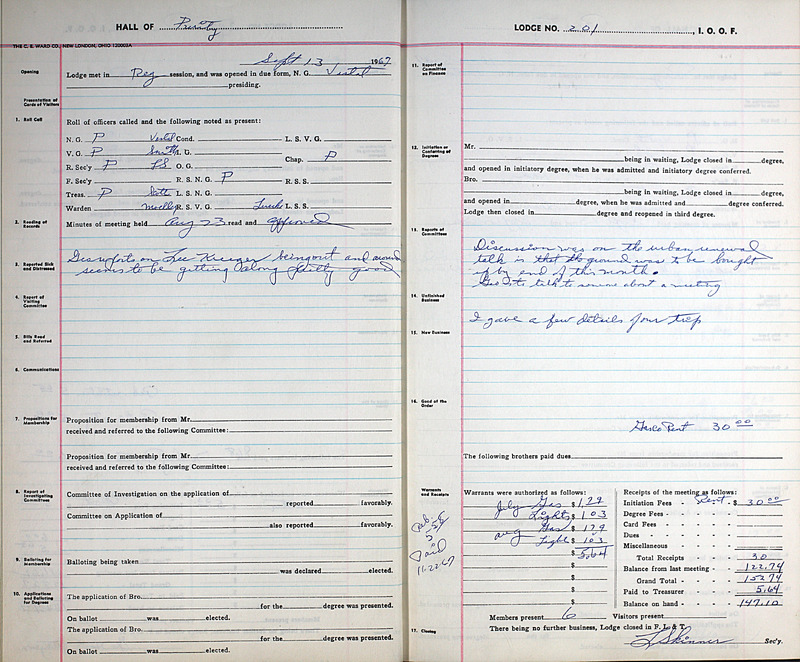 HALL OF Purity
THE C. E. WARD CO., NEW LONDON, OHIO 120003A
Sept 13 1967
Opening
Lodge met in Reg session, and was opened in due form, N. G. Vestal
presiding.
Presentation of Cards of Visitors
1. Roll Call
Roll of officers called and the following noted as present:
N. G. P Vestal Cond. L. S. V. G.
V. G. P Smith I. G.
Chap. P
R. Sec'y P LS O. G.
F. Sec'y R. S. N. G. P R. S. S.
Treas. P L. S. N. G.
Warden R. S. V. G. L. S. S.
2. Reading of Records
Minutes of meeting held Aug 23 read and approved
3. Reported Sick and Distressed
Gus reports on Lee Krueger being out and around
seems to be getting along pretty good
4. Report of Visiting Committee
5. Bills Read and Referred
6. Communications
7. Propositions for Membership
Proposition for membership from Mr.
received and referred to the following Committee:
Proposition for membership from Mr.
received and referred to the following Committee:
8. Report of Investigating Committees
Committee of Investigation on the application of
reported favorably.
Committee on Application of
also reported favorably.
9. Balloting for Membership
Balloting being taken
was declared elected.
10. Applications and Balloting for Degrees
The application of Bro.
for the degree was presented.
On ballot was elected.
The application of Bro.
for the degree was presented.
On ballot was elected.
LODGE NO. 201, I. O. O. F.
11. Report of Committee on Finance
12. Initiation or Conferring of Degrees
Mr.
being in waiting, Lodge closed in degree,
and opened in initiatory degree, when he was admitted and initiatory degree conferred.
Bro.
being in waiting, Lodge closed in degree,
and opened in degree, when he was admitted and degree conferred.
Lodge then closed in degree and reopened in third degree.
13. Reports of Committees
Discussion was on the urban renewal
talk is that the ground was to be bought
up by end of this month.
Gus to talk to someone about a meeting
14. Unfinished Business
I gave a few details of our trip
15. New Business
16. Good of the Order
Rent 30 00
The following brothers paid dues
Warrants and Receipts
Warrants were authorized as follows:
July Gas $ 1.29
Lights $ 1 03
Aug Gas $ 1 79
Light $ 1 03
$ 5.64
$
$
$
$
Paid
11-22-67
Receipts of the meeting as follows:
Initiation Fees - Rent - $ 30 00
Degree Fees
Card Fees
Dues
Miscellaneous
Total Receipts 30
Balance from last meeting 122.74
Grand Total 152 74
Paid to Treasurer 5.64
Balance on hand 147.10
Members present 6 Visitors present
17. Closing
There being no further business, Lodge closed in F. L. & T.
L Skinner Sec'y.